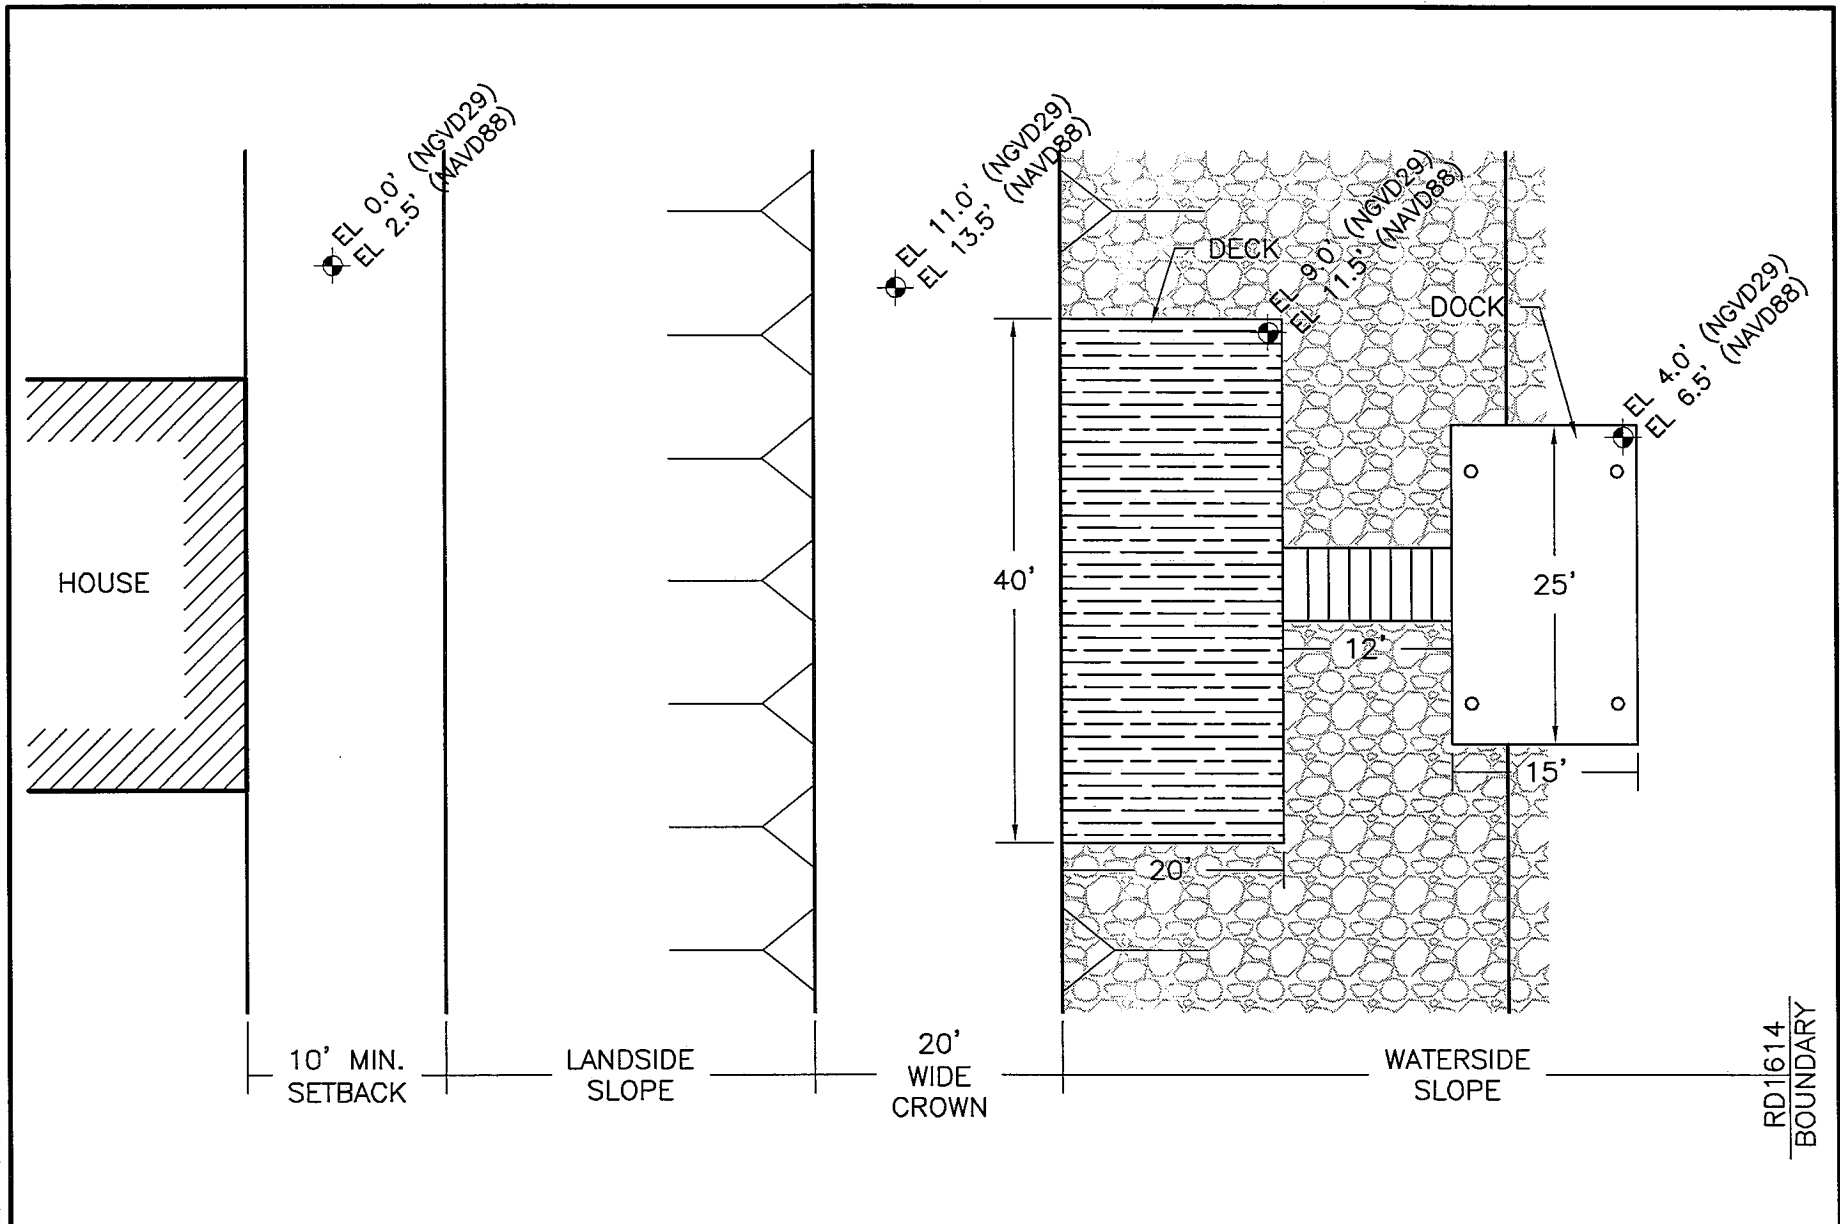 EL 0.0' (NGVD29)
EL 2.5' (NAVD88)
EL 11.0' (NGVD29)
EL 13.5' (NAVD88)
DECK
EL 9.0' (NGVD29)
EL 11.5' (NAVD88)
DOCK
EL 4.0' (NGVD29)
EL 6.5' (NAVD88)
HOUSE
40'
25'
12'
15'
20'
10' MIN.
SETBACK
LANDSIDE
SLOPE
20'
WIDE
CROWN
WATERSIDE
SLOPE
RD1614
BOUNDARY